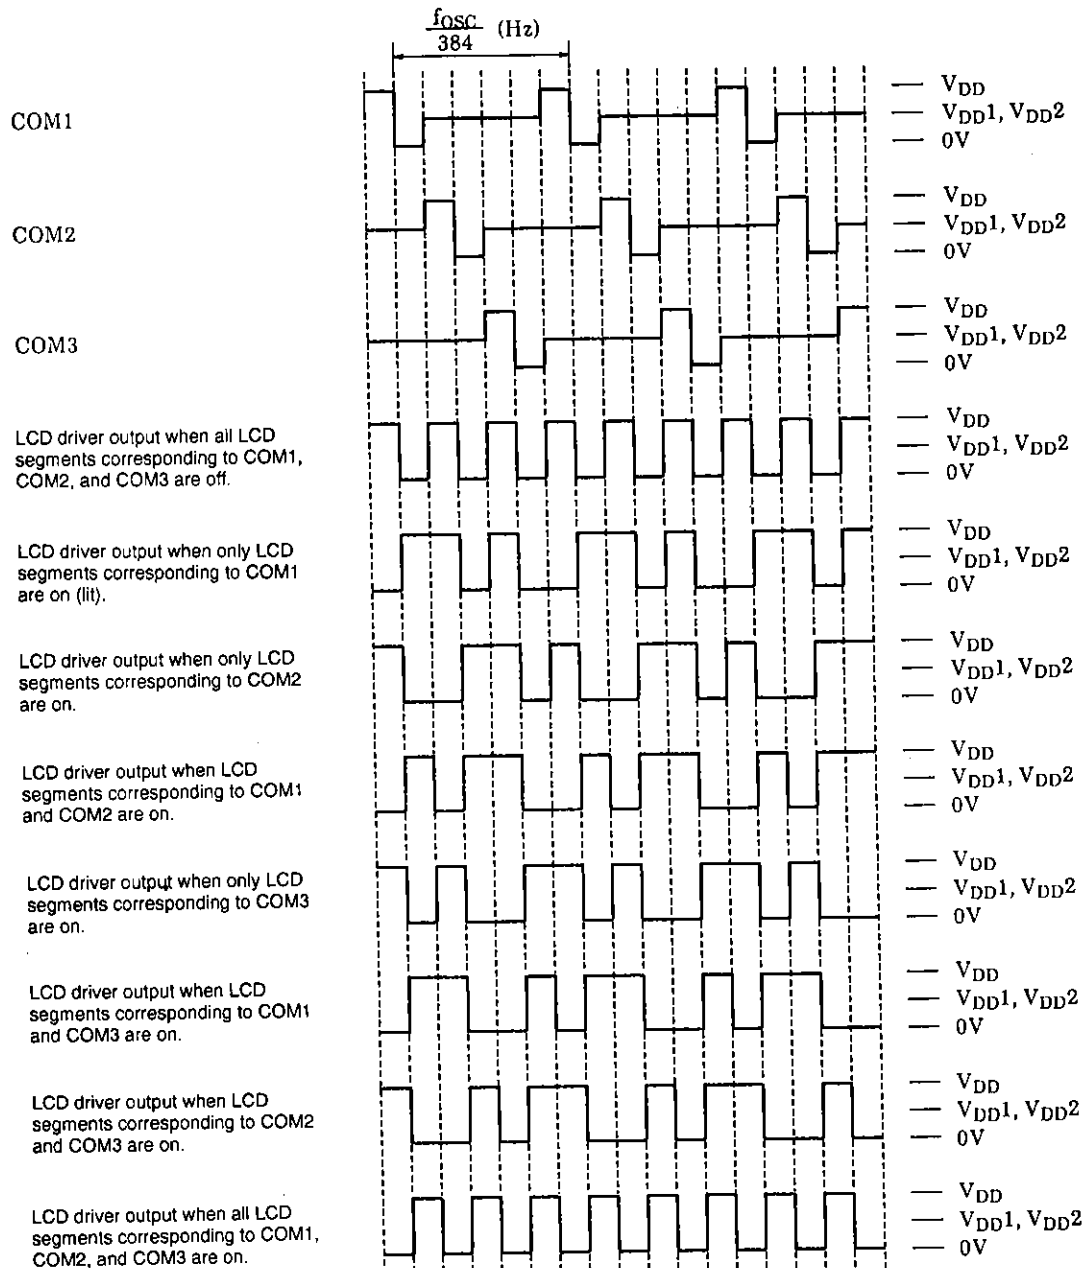 fOSC
384 (Hz)
COM1
VDD
VDD1, VDD2
0V
COM2
VDD
VDD1, VDD2
0V
COM3
VDD
VDD1, VDD2
0V
LCD driver output when all LCD
segments corresponding to COM1,
COM2, and COM3 are off.
VDD
VDD1, VDD2
0V
LCD driver output when only LCD
segments corresponding to COM1
are on (lit).
VDD
VDD1, VDD2
0V
LCD driver output when only LCD
segments corresponding to COM2
are on.
VDD
VDD1, VDD2
0V
LCD driver output when LCD
segments corresponding to COM1
and COM2 are on.
VDD
VDD1, VDD2
0V
LCD driver output when only LCD
segments corresponding to COM3
are on.
VDD
VDD1, VDD2
0V
LCD driver output when LCD
segments corresponding to COM1
and COM3 are on.
VDD
VDD1, VDD2
0V
LCD driver output when LCD
segments corresponding to COM2
and COM3 are on.
VDD
VDD1, VDD2
0V
LCD driver output when all LCD
segments corresponding to COM1,
COM2, and COM3 are on.
VDD
VDD1, VDD2
0V